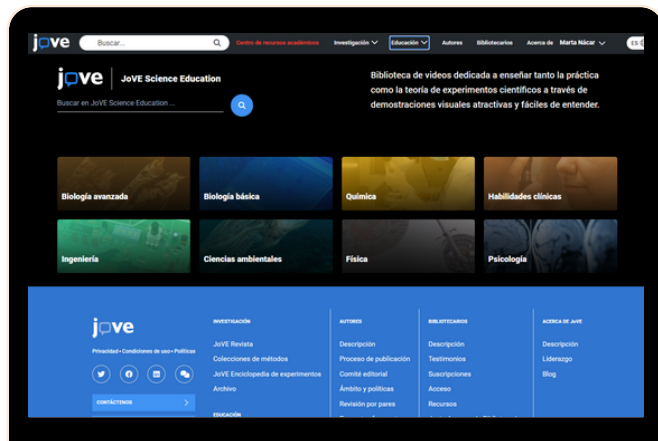 jove
Buscar...
Centro de recursos académicos
Investigación
Educación
Autores
Bibliotecarios
Acerca de
Marta Nácar
ES
jove
JoVE Science Education
Buscar en JoVE Science Education ...
Biblioteca de videos dedicada a enseñar tanto la práctica
como la teoría de experimentos científicos a través de
demostraciones visuales atractivas y fáciles de entender.
Biología avanzada
Biología básica
Química
Habilidades clínicas
Ingeniería
Ciencias ambientales
Física
Psicología
jove
Privacidad • Condiciones de uso • Políticas
CONTÁCTENOS
INVESTIGACIÓN
JoVE Revista
Colecciones de métodos
JoVE Enciclopedia de experimentos
Archivo
EDUCACIÓN
AUTORES
Descripción
Proceso de publicación
Comité editorial
Ámbito y políticas
Revisión por pares
BIBLIOTECARIOS
Descripción
Testimonios
Suscripciones
Acceso
Recursos
ACERCA DE JoVE
Descripción
Liderazgo
Blog